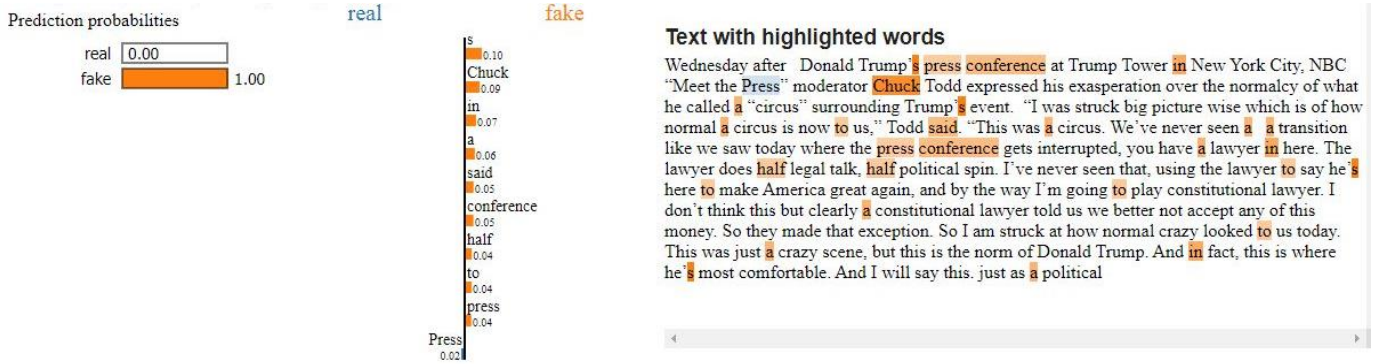 Prediction probabilities
real 0.00
fake 1.00
real fake
s
0.10
Chuck
0.09
in
0.07
a
0.06
said
0.05
conference
0.05
half
0.04
to
0.04
press
0.04
Press
0.02
Text with highlighted words
Wednesday after Donald Trump’s press conference at Trump Tower in New York City, NBC
“Meet the Press” moderator Chuck Todd expressed his exasperation over the normalcy of what
he called a “circus” surrounding Trump’s event. “I was struck big picture wise which is of how
normal a circus is now to us,” Todd said. “This was a circus. We’ve never seen a a transition
like we saw today where the press conference gets interrupted, you have a lawyer in here. The
lawyer does half legal talk, half political spin. I’ve never seen that, using the lawyer to say he’s
here to make America great again, and by the way I’m going to play constitutional lawyer. I
don’t think this but clearly a constitutional lawyer told us we better not accept any of this
money. So they made that exception. So I am struck at how normal crazy looked to us today.
This was just a crazy scene, but this is the norm of Donald Trump. And in fact, this is where
he’s most comfortable. And I will say this. just as a political